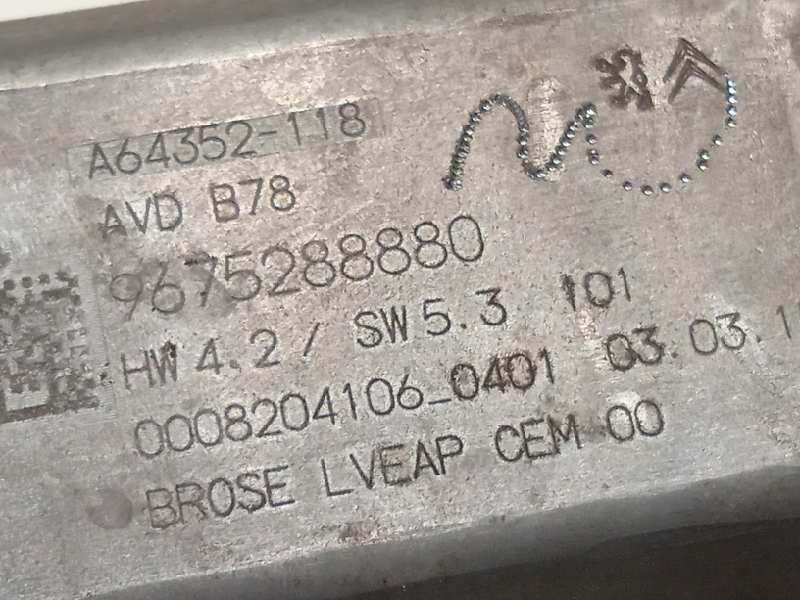 A64352-118
AVD B78
9675288880
HW 4.2 / SW 5.3 101
0008204106_0401 03.03.1
BROSE LVEAP CEM 00